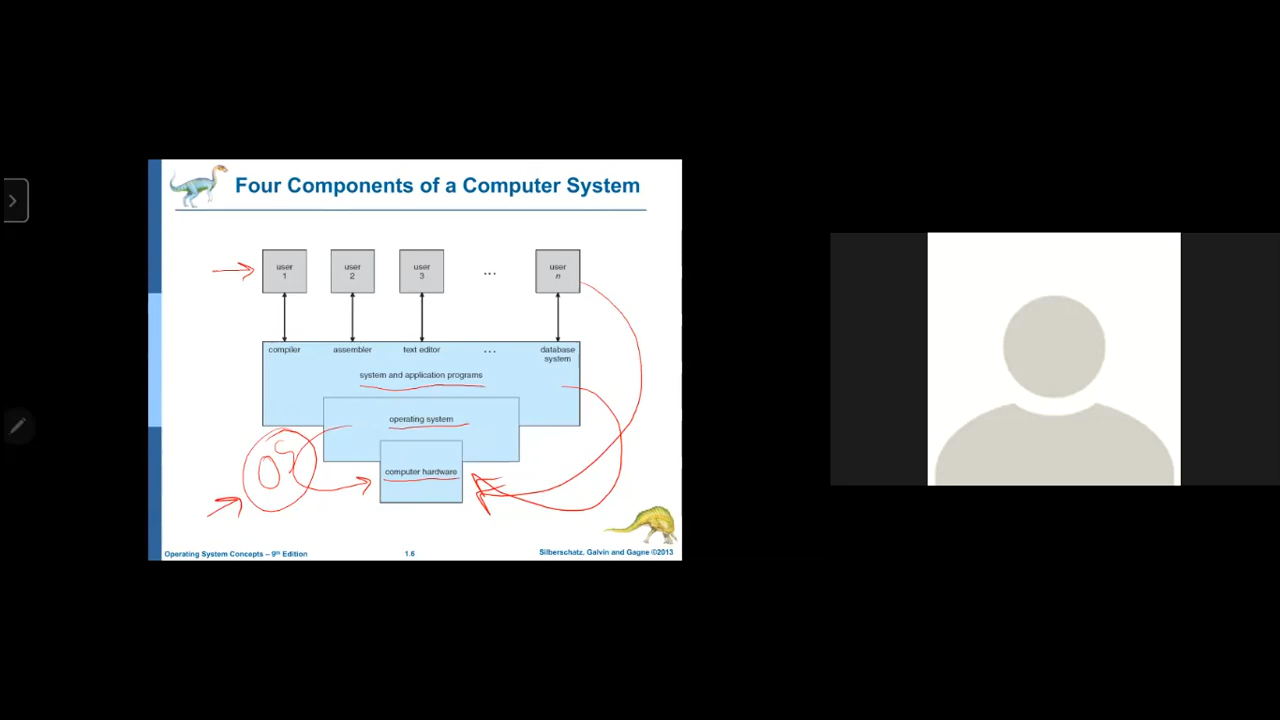 Four Components of a Computer System
user 1 user 2 user 3 ... user n
compiler assembler text editor ... database system
system and application programs
operating system
OS
computer hardware
Operating System Concepts – 9th Edition 1.6 Silberschatz, Galvin and Gagne ©2013